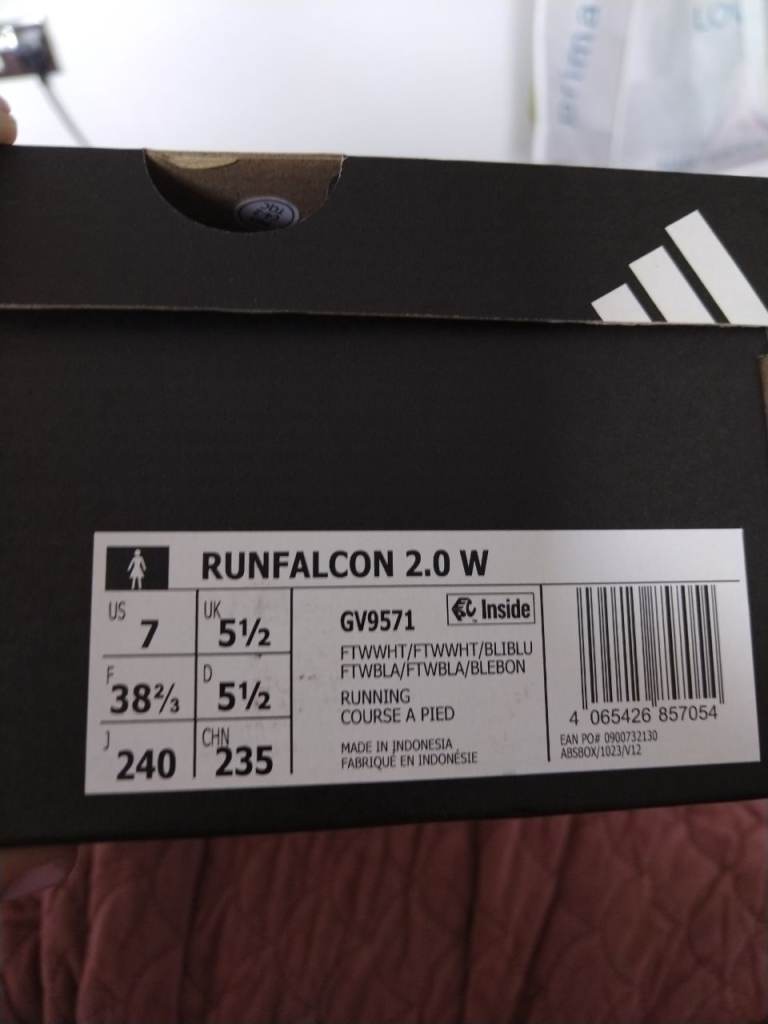 prima
RUNFALCON 2.0 W
US 7
UK 5½
F 38⅔
D 5½
J 240
CHN 235
GV9571
Inside
FTWWHT/FTWWHT/BLIBLU
FTWBLA/FTWBLA/BLEBON
RUNNING
COURSE A PIED
MADE IN INDONESIA
FABRIQUÉ EN INDONÉSIE
4 065426 857054
EAN PO# 0900732130
ABSBOX/1023/V12